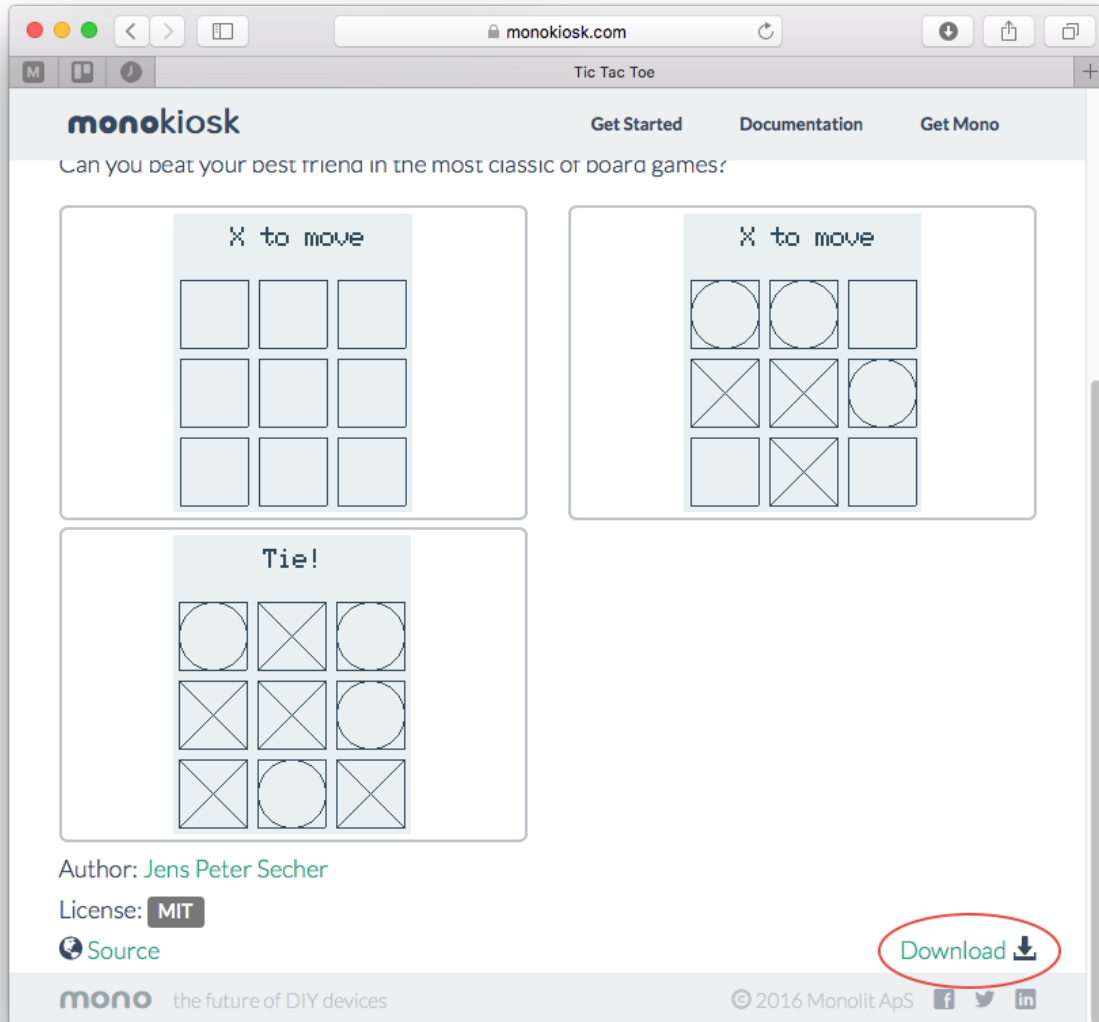 monokiosk.com
M
Tic Tac Toe
monokiosk Get Started Documentation Get Mono
Can you beat your best friend in the most classic of board games?
X to move
X to move
Tie!
Author: Jens Peter Secher
License: MIT
Source
Download
mono the future of DIY devices © 2016 Monolit ApS f in